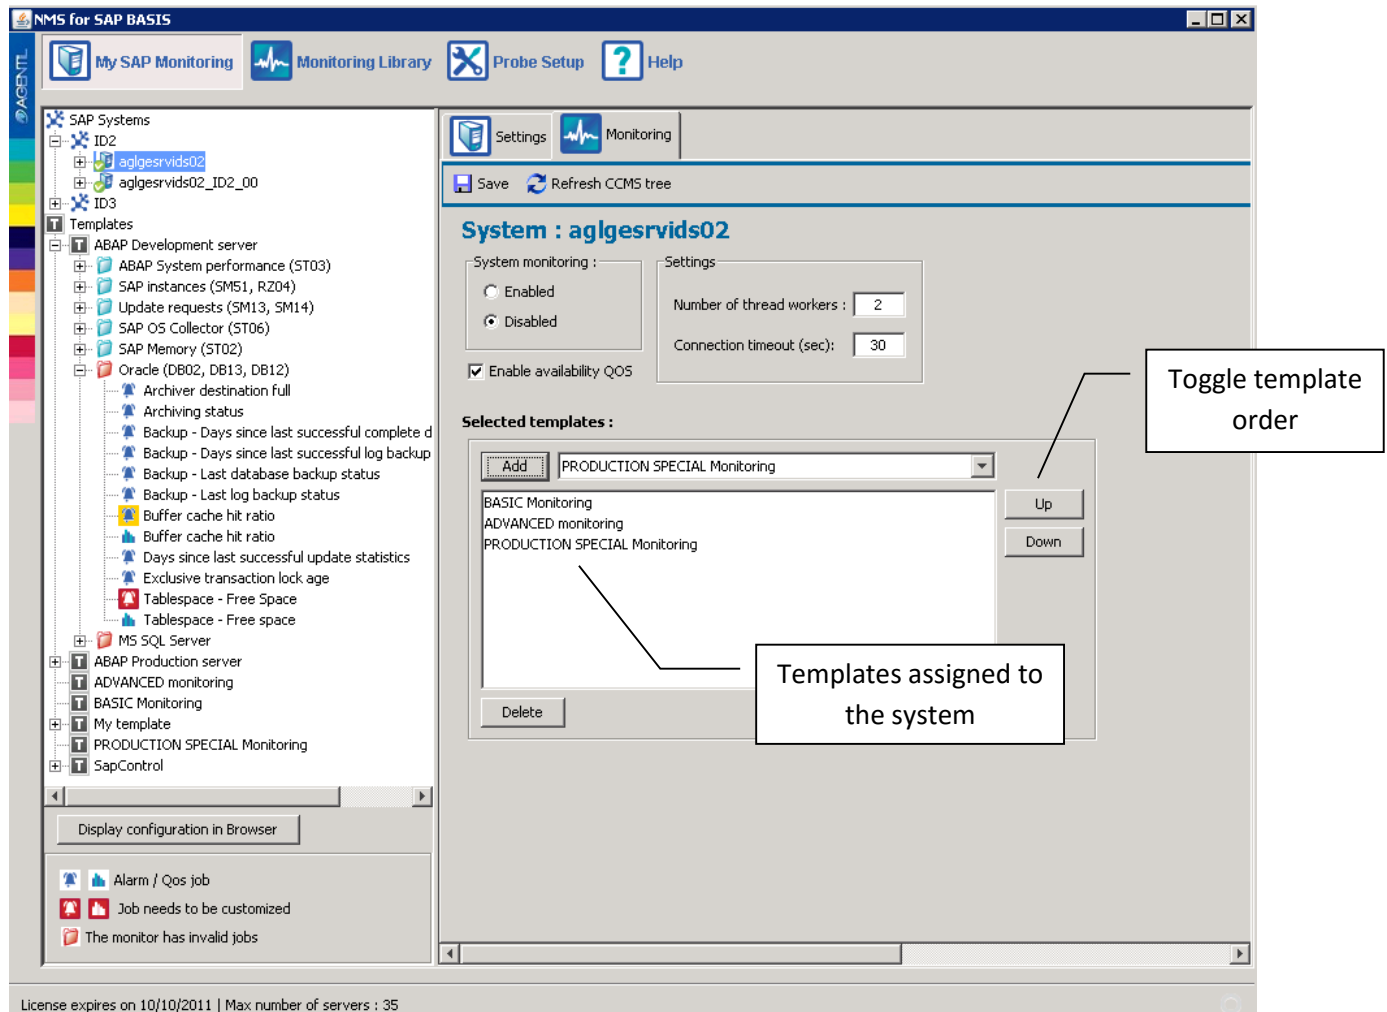 NMS for SAP BASIS
AGENTIL
My SAP Monitoring
Monitoring Library
Probe Setup
Help
SAP Systems
ID2
aglgesrvids02
aglgesrvids02_ID2_00
ID3
Templates
ABAP Development server
ABAP System performance (ST03)
SAP instances (SM51, RZ04)
Update requests (SM13, SM14)
SAP OS Collector (ST06)
SAP Memory (ST02)
Oracle (DB02, DB13, DB12)
Archiver destination full
Archiving status
Backup - Days since last successful complete d
Backup - Days since last successful log backup
Backup - Last database backup status
Backup - Last log backup status
Buffer cache hit ratio
Buffer cache hit ratio
Days since last successful update statistics
Exclusive transaction lock age
Tablespace - Free Space
Tablespace - Free space
MS SQL Server
ABAP Production server
ADVANCED monitoring
BASIC Monitoring
My template
PRODUCTION SPECIAL Monitoring
SapControl
Display configuration in Browser
Alarm / Qos job
Job needs to be customized
The monitor has invalid jobs
Settings
Monitoring
Save
Refresh CCMS tree
System : aglgesrvids02
System monitoring :
Enabled
Disabled
Enable availability QOS
Settings
Number of thread workers : 2
Connection timeout (sec): 30
Selected templates :
Add
PRODUCTION SPECIAL Monitoring
BASIC Monitoring
ADVANCED monitoring
PRODUCTION SPECIAL Monitoring
Up
Down
Delete
Toggle template
order
Templates assigned to
the system
License expires on 10/10/2011 | Max number of servers : 35